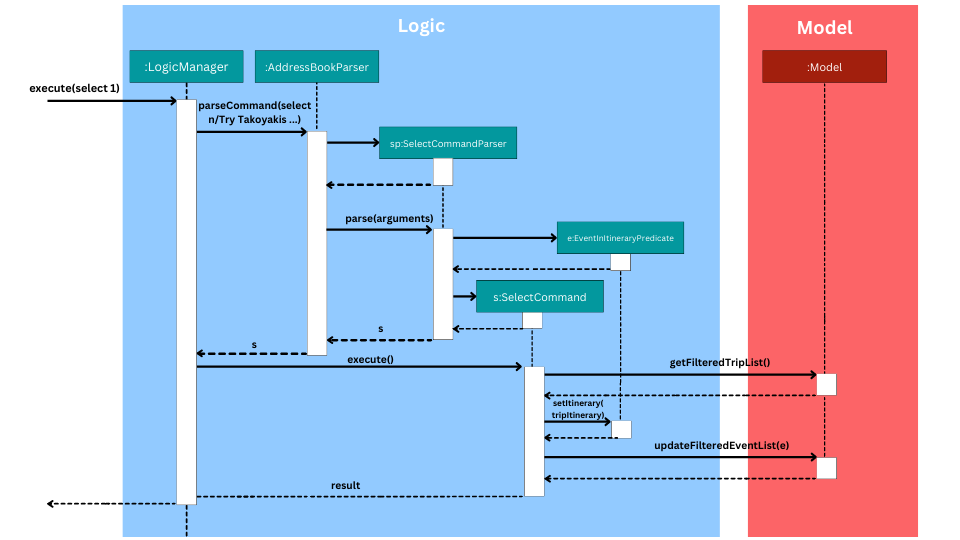 Logic
Model
:LogicManager
:AddressBookParser
:Model
execute(select 1)
parseCommand(select
n/Try Takoyakis ...)
sp:SelectCommandParser
parse(arguments)
e:EventInItineraryPredicate
s:SelectCommand
s
s
execute()
getFilteredTripList()
setItinerary(
tripItinerary)
updateFilteredEventList(e)
result